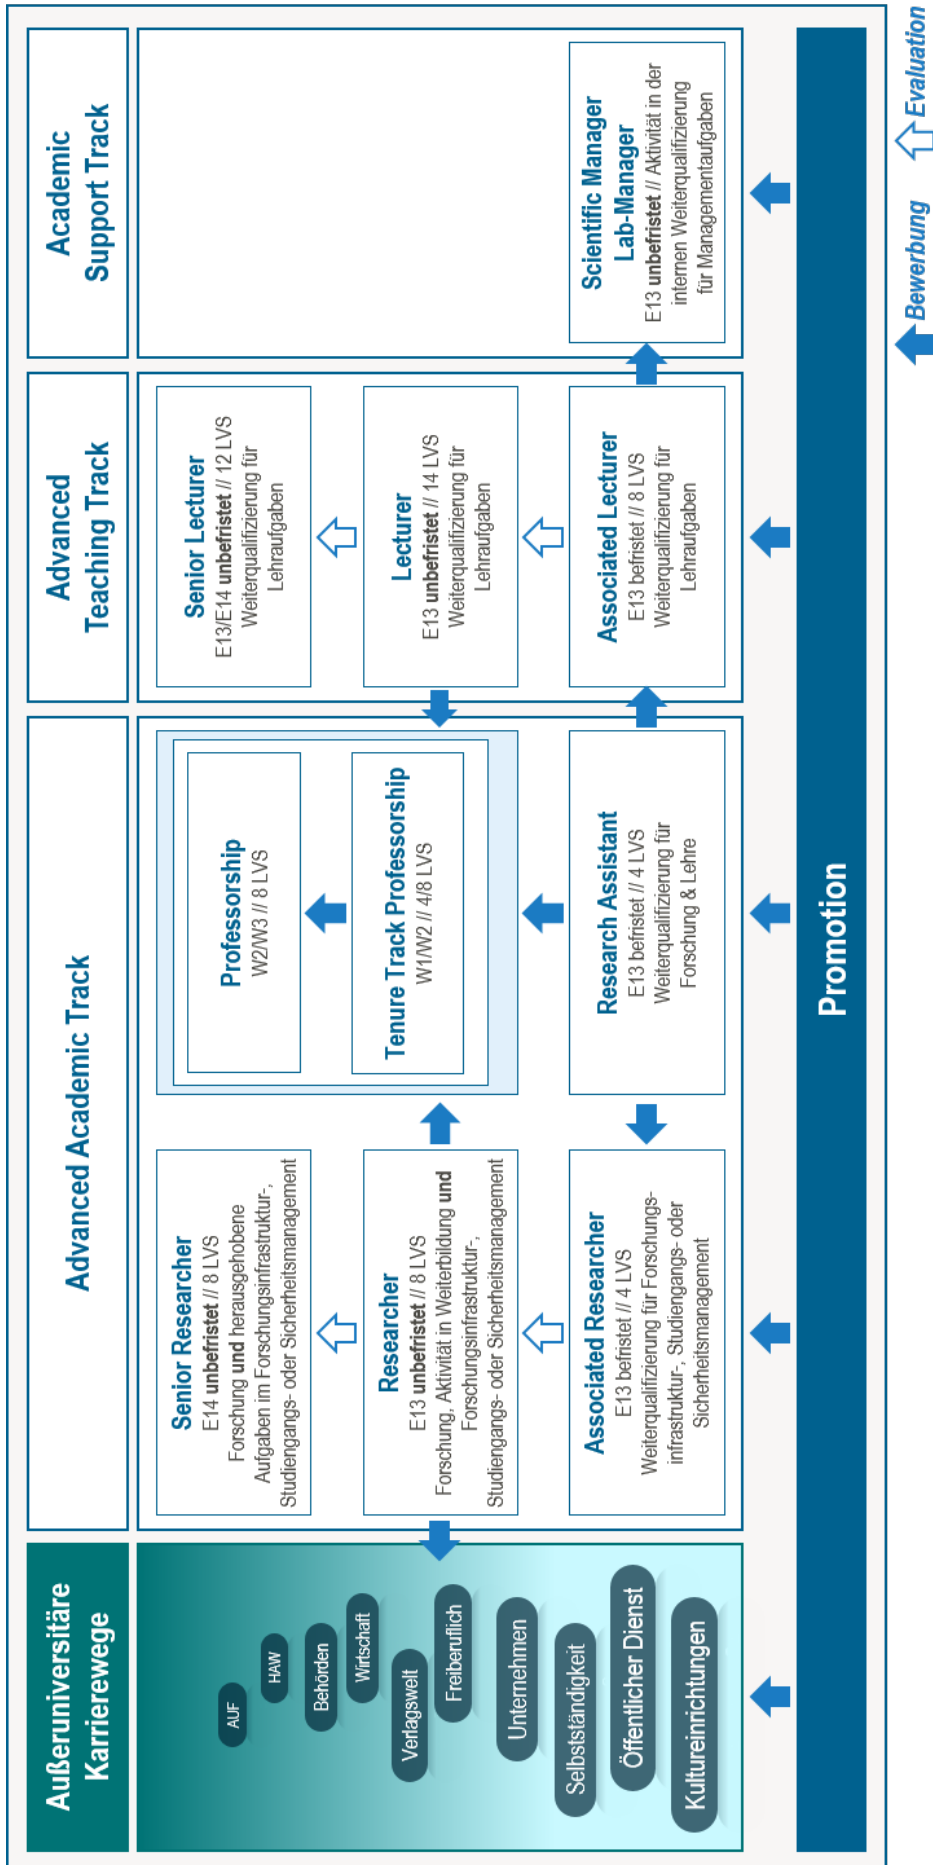 Außeruniversitäre
Karrierewege
Advanced Academic Track
Advanced
Teaching Track
Academic
Support Track
AUF
HAW
Behörden
Wirtschaft
Verlagswelt
Freiberuflich
Unternehmen
Selbstständigkeit
Öffentlicher Dienst
Kultureinrichtungen
Senior Researcher
E14 unbefristet // 8 LVS
Forschung und herausgehobene
Aufgaben im Forschungsinfrastruktur-,
Studiengangs- oder Sicherheitsmanagement
Researcher
E13 unbefristet // 8 LVS
Forschung, Aktivität in Weiterbildung und
Forschungsinfrastruktur-,
Studiengangs- oder Sicherheitsmanagement
Associated Researcher
E13 befristet // 4 LVS
Weiterqualifizierung für Forschungs-
infrastruktur-, Studiengangs- oder
Sicherheitsmanagement
Professorship
W2/W3 // 8 LVS
Tenure Track Professorship
W1/W2 // 4/8 LVS
Research Assistant
E13 befristet // 4 LVS
Weiterqualifizierung für
Forschung & Lehre
Senior Lecturer
E13/E14 unbefristet // 12 LVS
Weiterqualifizierung für
Lehraufgaben
Lecturer
E13 unbefristet // 14 LVS
Weiterqualifizierung für
Lehraufgaben
Associated Lecturer
E13 befristet // 8 LVS
Weiterqualifizierung für
Lehraufgaben
Scientific Manager
Lab-Manager
E13 unbefristet // Aktivität in der
internen Weiterqualifizierung
für Managementaufgaben
Promotion
Bewerbung
Evaluation